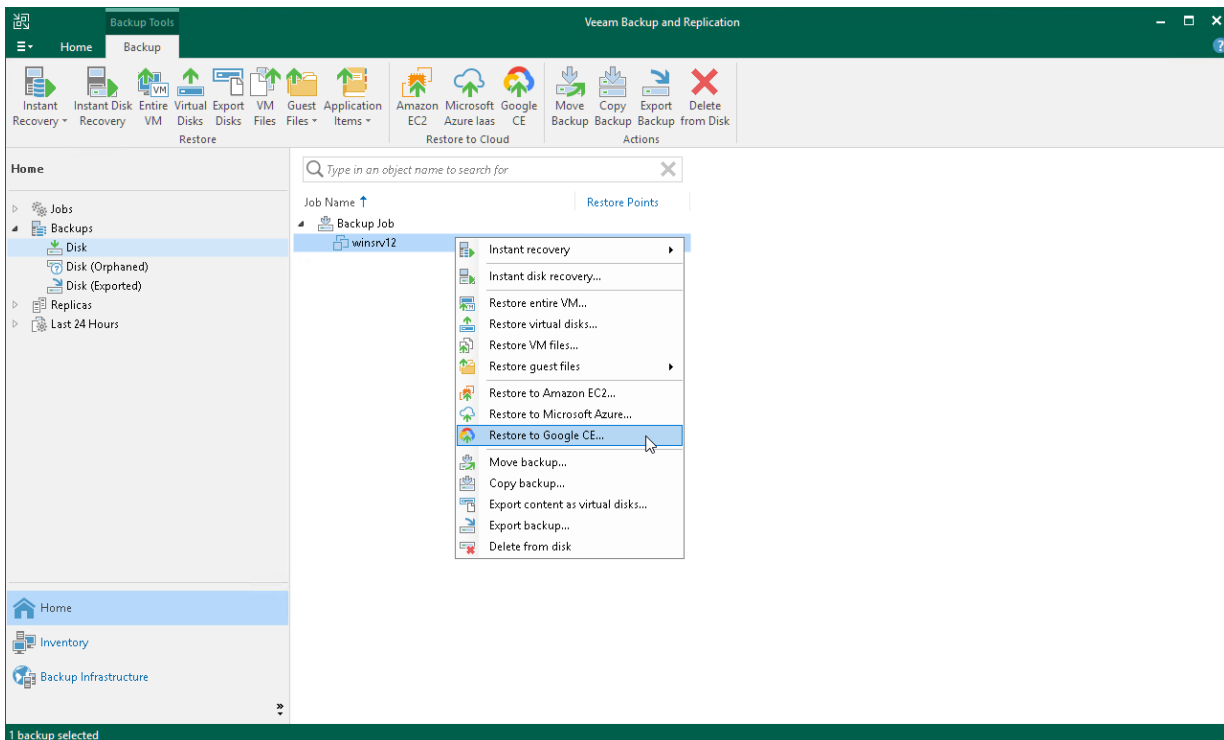 Backup Tools
Veeam Backup and Replication
Home
Backup
Instant Recovery
Instant Disk Recovery
Entire VM
Virtual Disks
Export Disks
VM Files
Guest Files
Application Items
Amazon EC2
Microsoft Azure Iaas
Google CE
Move Backup
Copy Backup
Export Backup
Delete from Disk
Restore
Restore to Cloud
Actions
Home
Type in an object name to search for
Job Name
Restore Points
Jobs
Backups
Disk
Disk (Orphaned)
Disk (Exported)
Replicas
Last 24 Hours
Backup Job
winsrv12
Instant recovery
Instant disk recovery...
Restore entire VM...
Restore virtual disks...
Restore VM files...
Restore guest files
Restore to Amazon EC2...
Restore to Microsoft Azure...
Restore to Google CE...
Move backup...
Copy backup...
Export content as virtual disks...
Export backup...
Delete from disk
Home
Inventory
Backup Infrastructure
1 backup selected